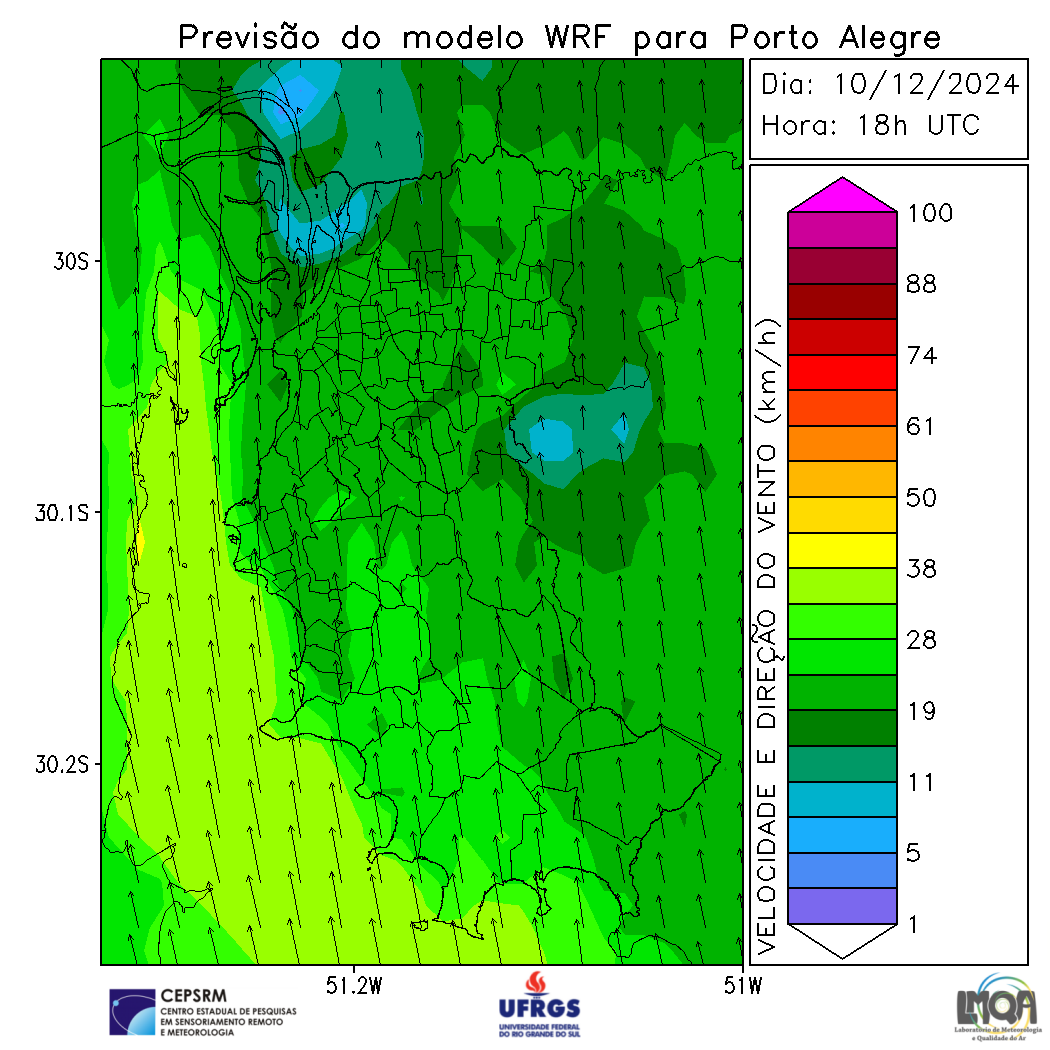 Previsão do modelo WRF para Porto Alegre
Dia: 10/12/2024
Hora: 18h UTC
30S
30.1S
30.2S
51.2W
51W
VELOCIDADE E DIREÇÃO DO VENTO (km/h)
100
88
74
61
50
38
28
19
11
5
1
CEPSRM
CENTRO ESTADUAL DE PESQUISAS
EM SENSORIAMENTO REMOTO
E METEOROLOGIA
UFRGS
UNIVERSIDADE FEDERAL
DO RIO GRANDE DO SUL
LMQA
Laboratório de Meteorologia
e Qualidade do Ar